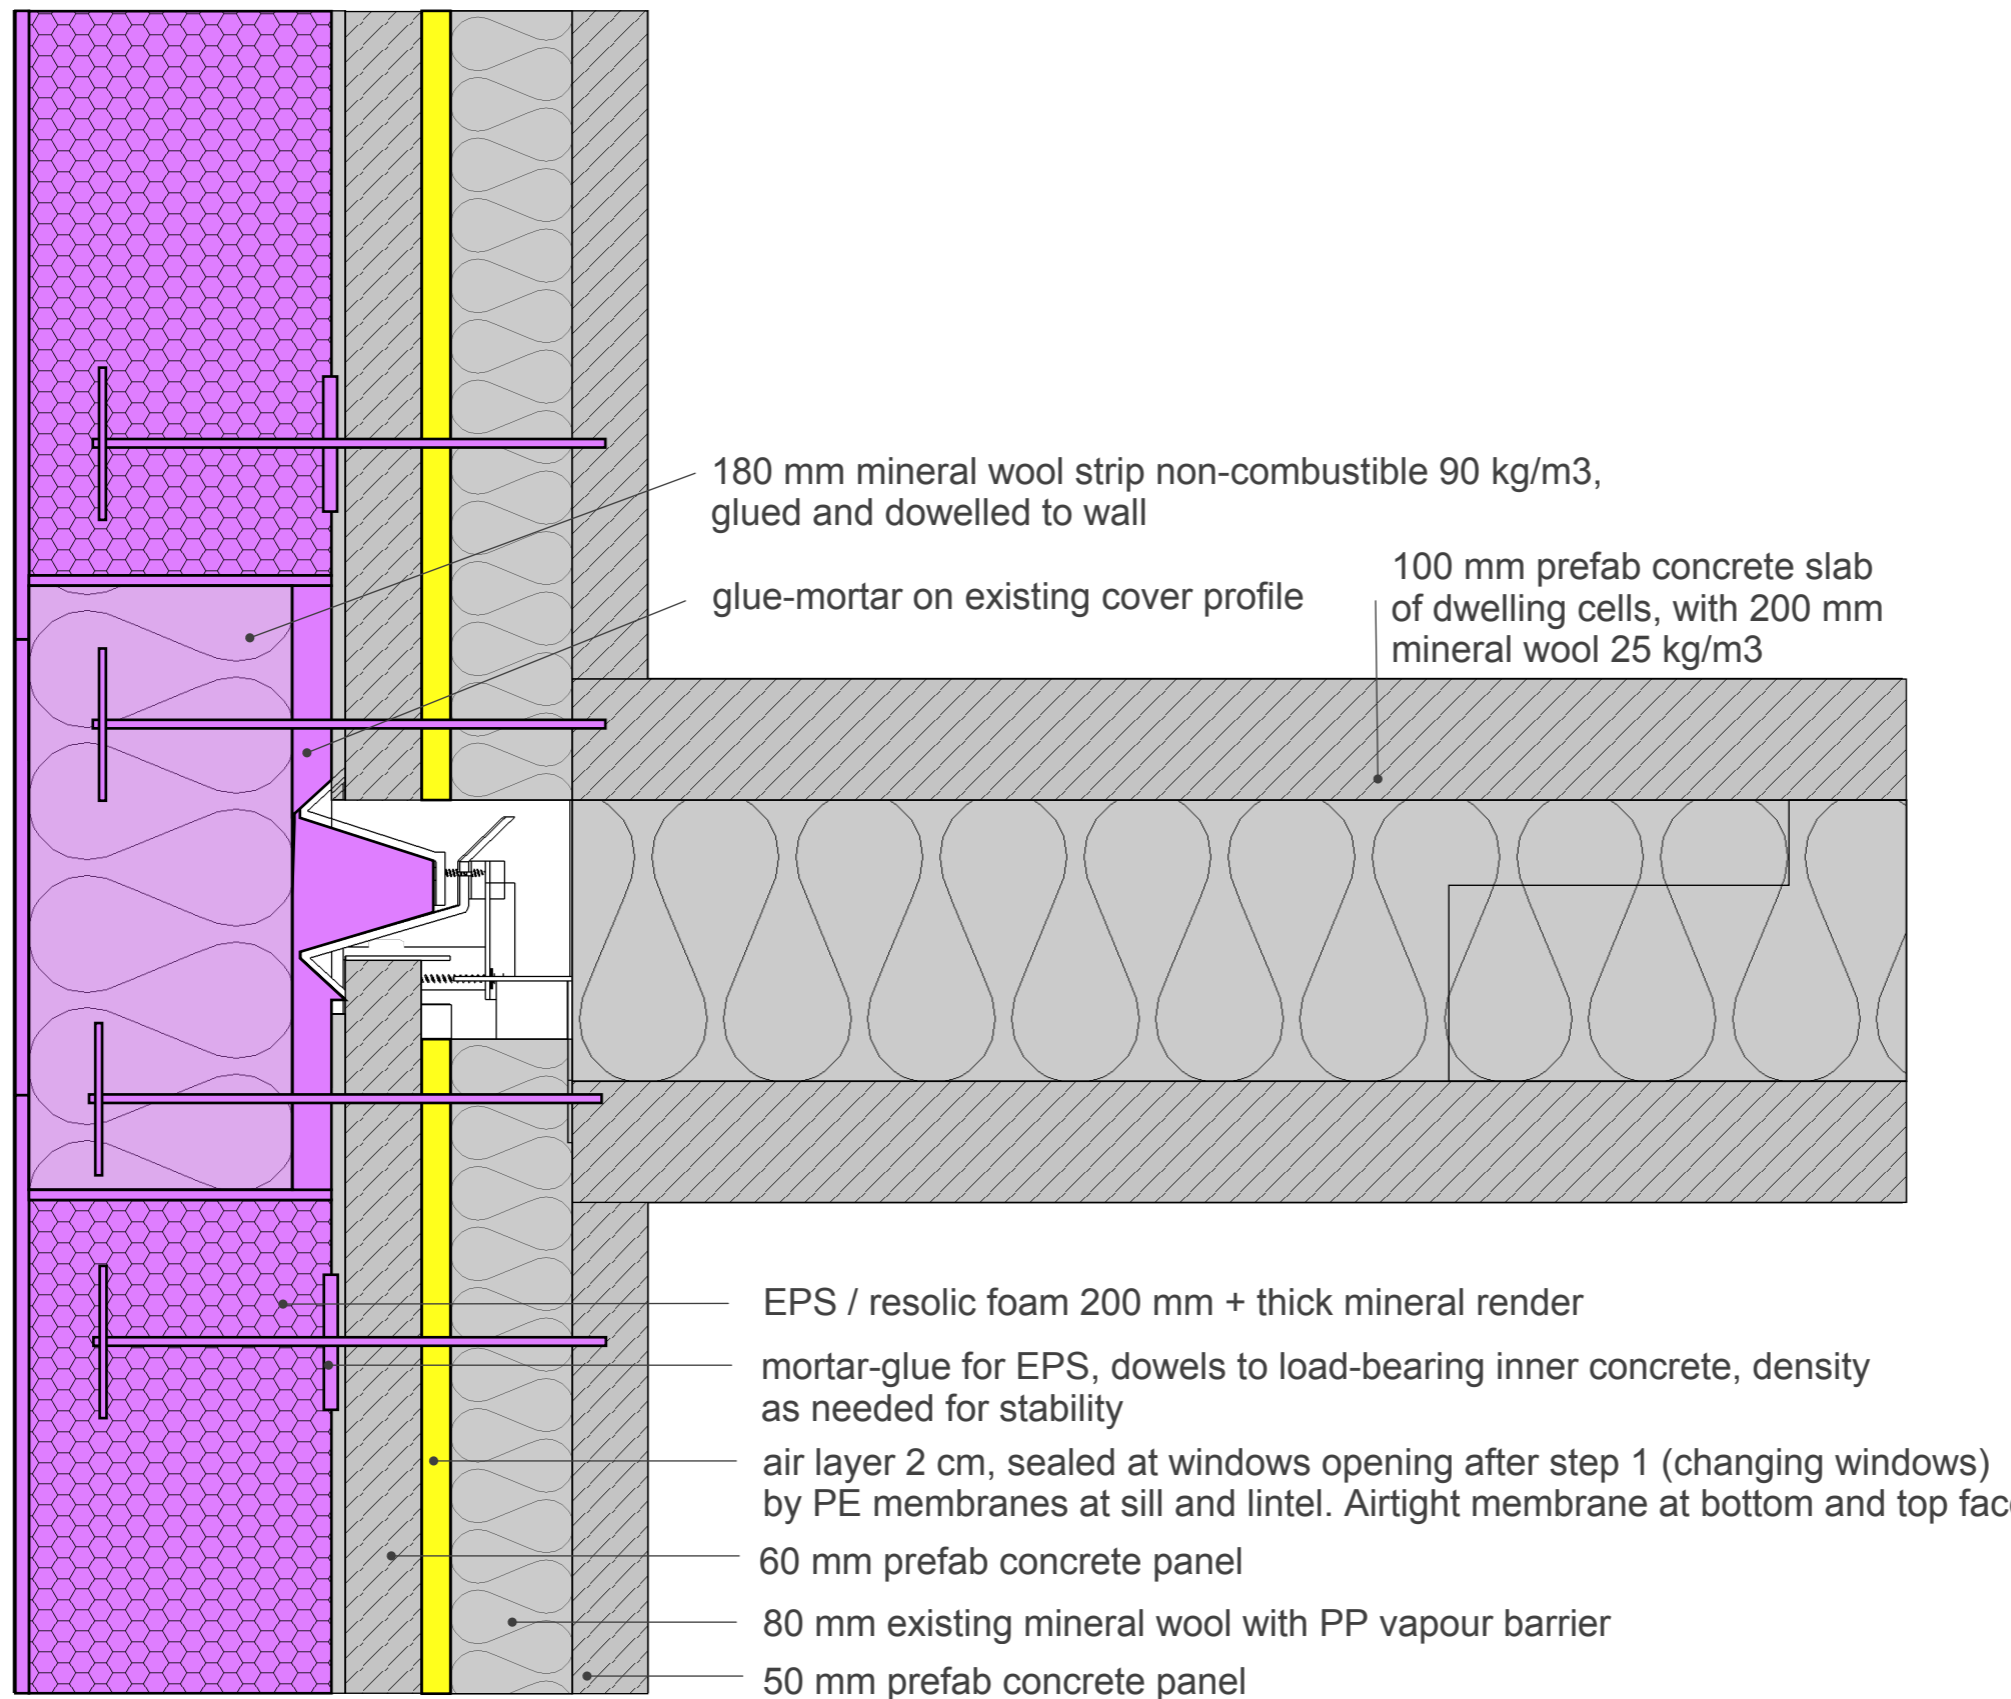 180 mm mineral wool strip non-combustible 90 kg/m3,
glued and dowelled to wall
glue-mortar on existing cover profile
100 mm prefab concrete slab
of dwelling cells, with 200 mm
mineral wool 25 kg/m3
EPS / resolic foam 200 mm + thick mineral render
mortar-glue for EPS, dowels to load-bearing inner concrete, density
as needed for stability
air layer 2 cm, sealed at windows opening after step 1 (changing windows)
by PE membranes at sill and lintel. Airtight membrane at bottom and top
60 mm prefab concrete panel
80 mm existing mineral wool with PP vapour barrier
50 mm prefab concrete panel